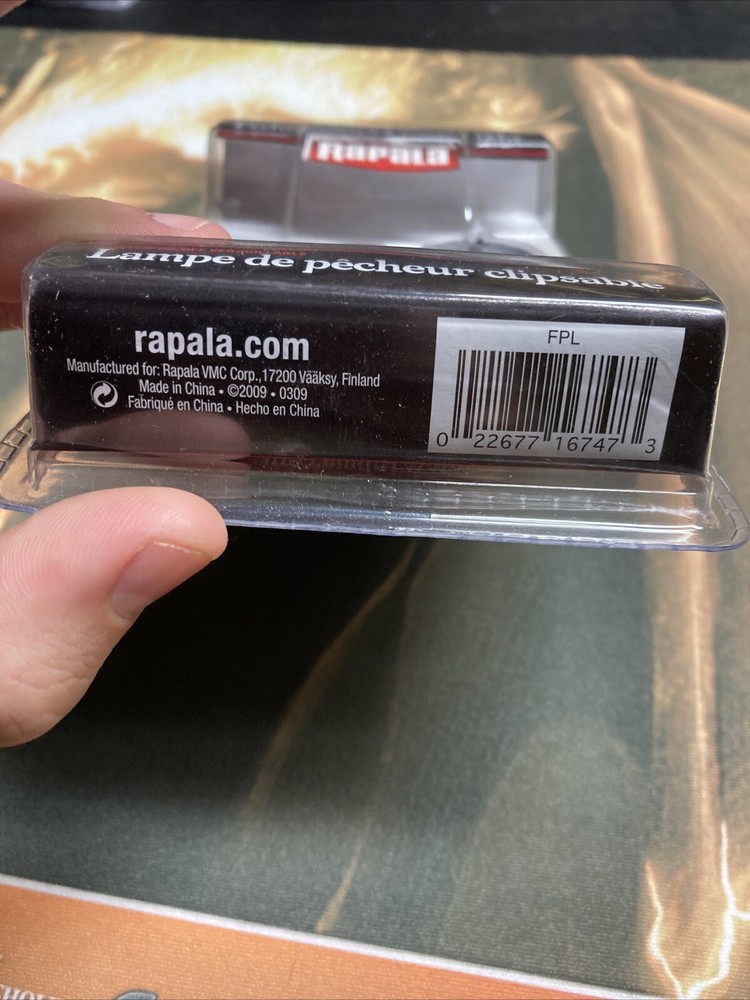 Rapala
Lampe de pêcheur clipsable
rapala.com
Manufactured for: Rapala VMC Corp.,17200 Vääksy, Finland
Made in China • ©2009 • 0309
Fabriqué en China • Hecho en China
FPL
0 22677 16747 3